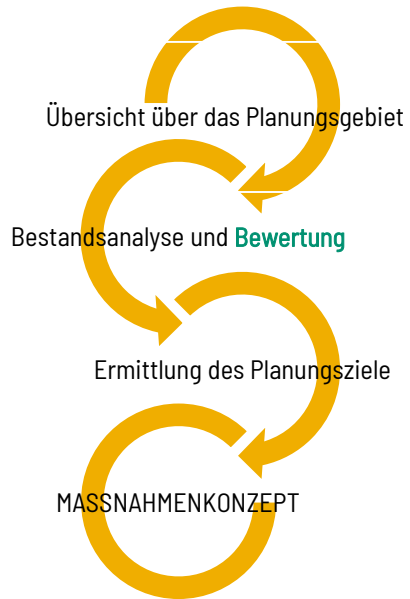 Übersicht über das Planungsgebiet
Bestandsanalyse und Bewertung
Ermittlung des Planungsziele
MASSNAHMENKONZEPT